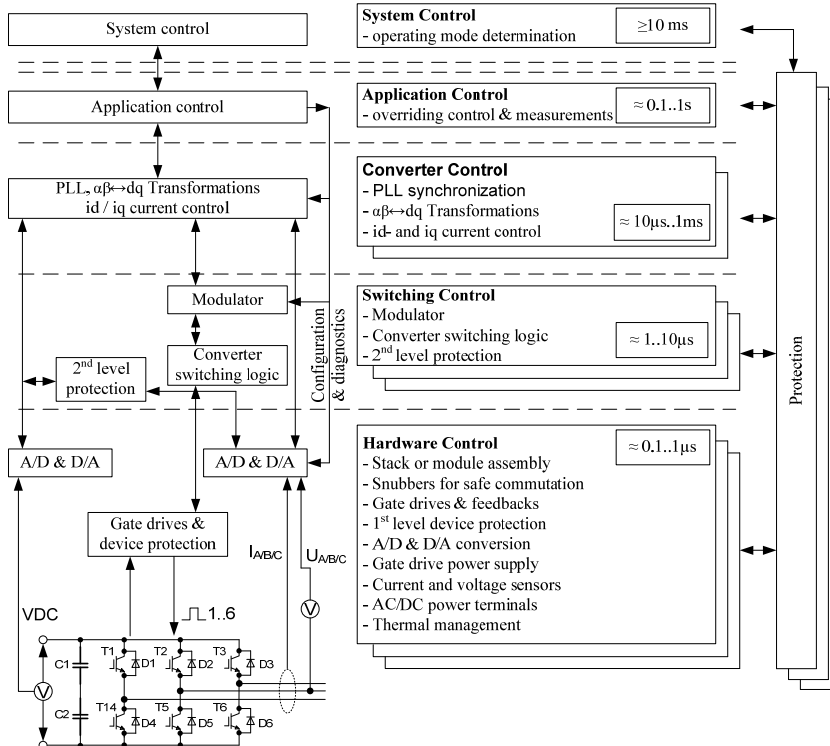 System control
Application control
PLL, αβ↔dq Transformations
id / iq current control
Modulator
Converter
switching logic
2nd level
protection
Configuration
& diagnostics
A/D & D/A
A/D & D/A
Gate drives &
device protection
IA/B/C
UA/B/C
1..6
VDC
V
V
C1
C2
T1
D1
T2
D2
T3
D3
T14
D4
T5
D5
T6
D6
System Control
- operating mode determination
≥10 ms
Application Control
- overriding control & measurements
≈ 0.1..1s
Converter Control
- PLL synchronization
- αβ↔dq Transformations
- id- and iq current control
≈ 10µs..1ms
Switching Control
- Modulator
- Converter switching logic
- 2nd level protection
≈ 1..10µs
Hardware Control
- Stack or module assembly
- Snubbers for safe commutation
- Gate drives & feedbacks
- 1st level device protection
- A/D & D/A conversion
- Gate drive power supply
- Current and voltage sensors
- AC/DC power terminals
- Thermal management
≈ 0.1..1µs
Protection